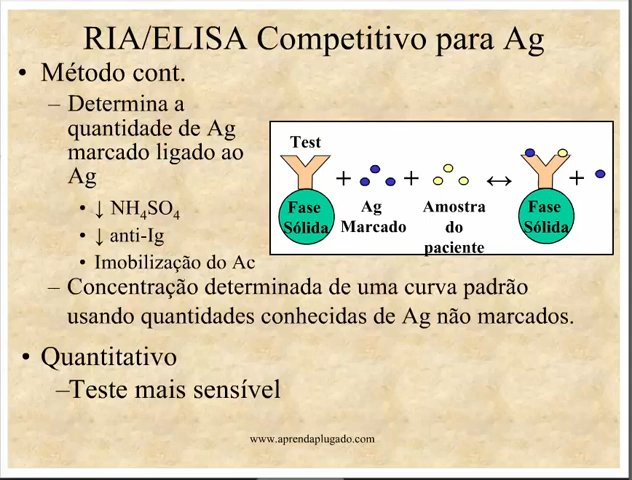 RIA/ELISA Competitivo para Ag
• Método cont.
– Determina a
quantidade de Ag
marcado ligado ao
Ag
• ↓ NH₄SO₄
• ↓ anti-Ig
• Imobilização do Ac
Test
+ + ↔ +
Fase Ag Amostra Fase
Sólida Marcado do Sólida
paciente
– Concentração determinada de uma curva padrão
usando quantidades conhecidas de Ag não marcados.
• Quantitativo
–Teste mais sensível
www.aprendaplugado.com